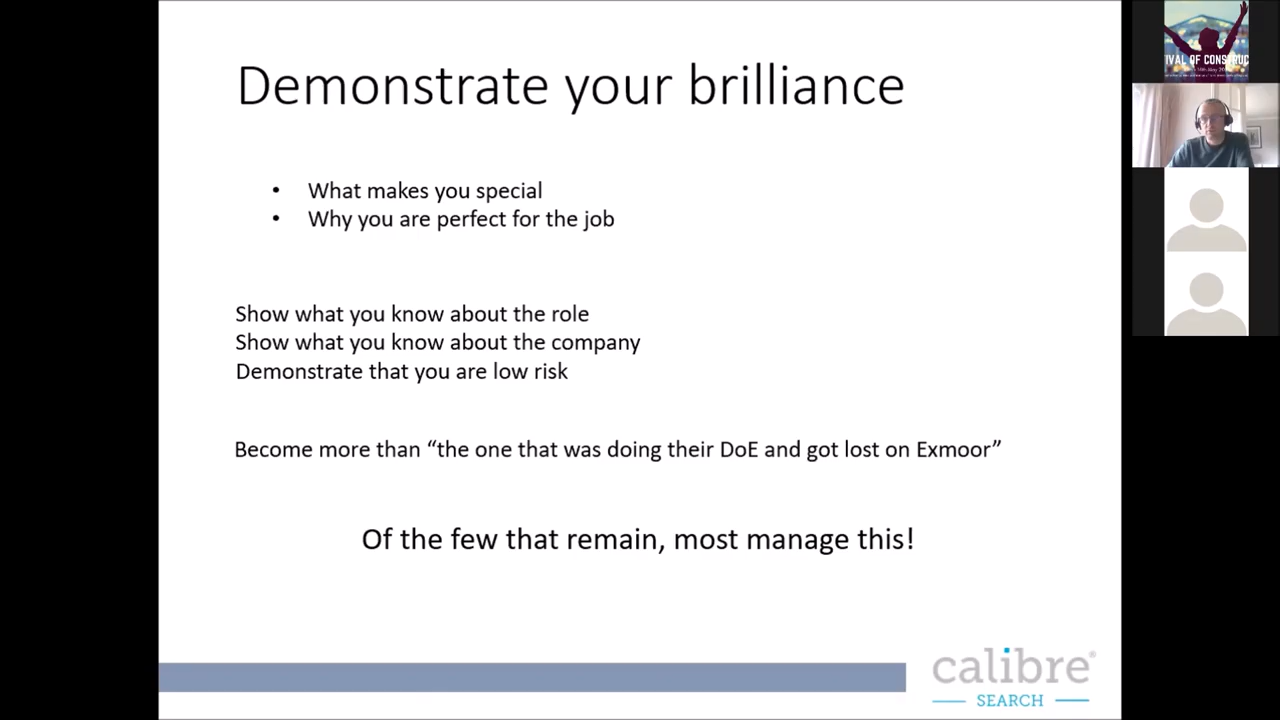 Demonstrate your brilliance
• What makes you special
• Why you are perfect for the job
Show what you know about the role
Show what you know about the company
Demonstrate that you are low risk
Become more than “the one that was doing their DoE and got lost on Exmoor”
Of the few that remain, most manage this!
calibre®
SEARCH
IVAL OF CONSTRUC